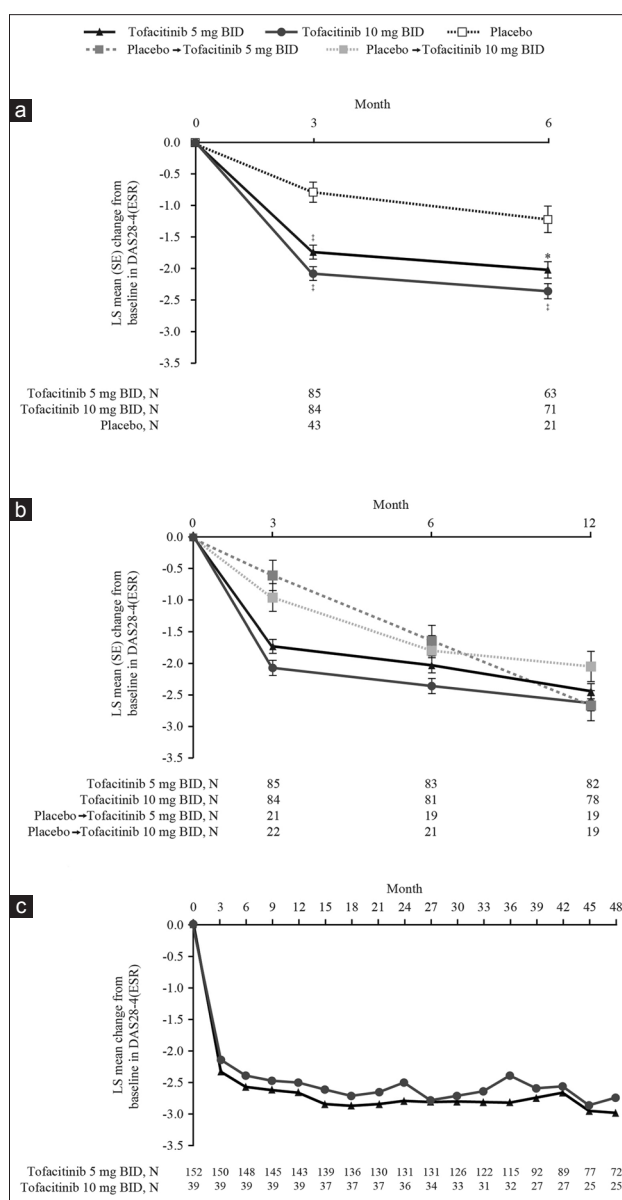 Tofacitinib 5 mg BID Tofacitinib 10 mg BID Placebo
Placebo → Tofacitinib 5 mg BID Placebo → Tofacitinib 10 mg BID
a
Month
0 3 6
0.0
-0.5
-1.0
-1.5
-2.0
-2.5
-3.0
-3.5
LS mean (SE) change from
baseline in DAS28-4(ESR)
‡ *
‡ ‡
Tofacitinib 5 mg BID, N 85 63
Tofacitinib 10 mg BID, N 84 71
Placebo, N 43 21
b
Month
0 3 6 12
0.0
-0.5
-1.0
-1.5
-2.0
-2.5
-3.0
-3.5
LS mean (SE) change from
baseline in DAS28-4(ESR)
Tofacitinib 5 mg BID, N 85 83 82
Tofacitinib 10 mg BID, N 84 81 78
Placebo → Tofacitinib 5 mg BID, N 21 19 19
Placebo → Tofacitinib 10 mg BID, N 22 21 19
c
Month
0 3 6 9 12 15 18 21 24 27 30 33 36 39 42 45 48
0.0
-0.5
-1.0
-1.5
-2.0
-2.5
-3.0
-3.5
LS mean change from
baseline in DAS28-4(ESR)
Tofacitinib 5 mg BID, N 152 150 148 145 143 139 136 130 131 131 126 122 115 92 89 77 72
Tofacitinib 10 mg BID, N 39 39 39 39 39 37 37 37 36 34 33 31 32 27 27 25 25